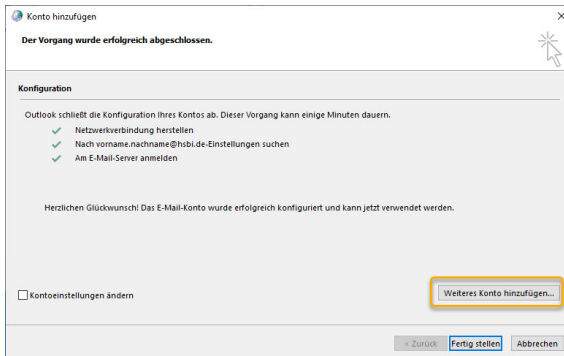 Konto hinzufügen
Der Vorgang wurde erfolgreich abgeschlossen.
Konfiguration
Outlook schließt die Konfiguration Ihres Kontos ab. Dieser Vorgang kann einige Minuten dauern.
Netzwerkverbindung herstellen
Nach vorname.nachname@hsbi.de-Einstellungen suchen
Am E-Mail-Server anmelden
Herzlichen Glückwunsch! Das E-Mail-Konto wurde erfolgreich konfiguriert und kann jetzt verwendet werden.
Kontoeinstellungen ändern
Weiteres Konto hinzufügen...
< Zurück Fertig stellen Abbrechen